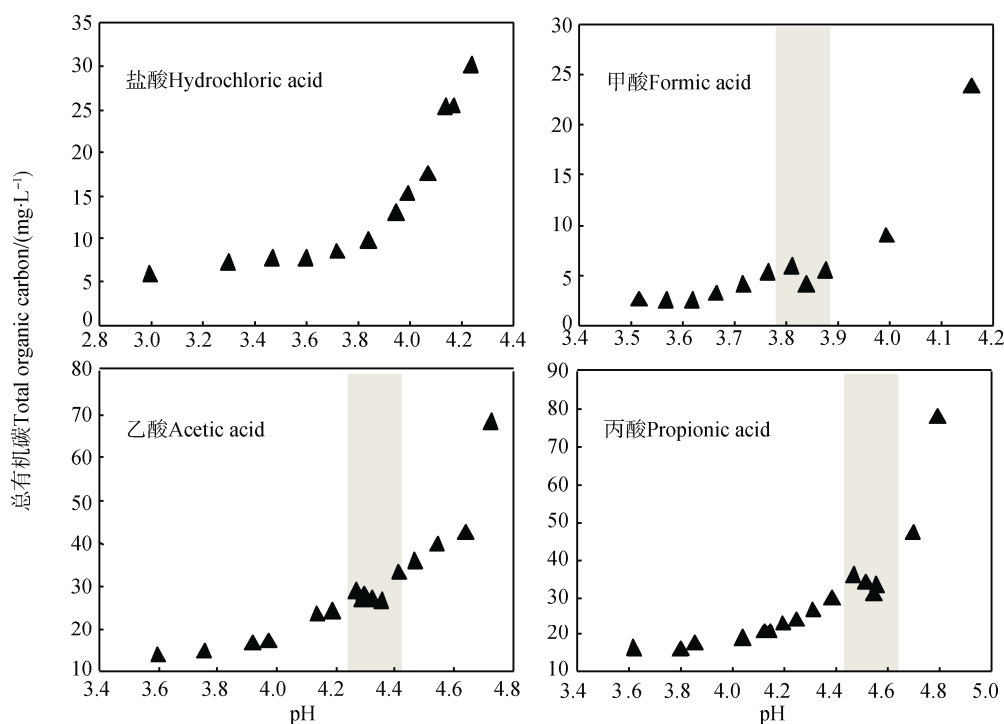 总有机碳Total organic carbon/(mg·L⁻¹)
盐酸Hydrochloric acid
35
30
25
20
15
10
5
0
2.8 3.0 3.2 3.4 3.6 3.8 4.0 4.2 4.4
甲酸Formic acid
30
25
20
15
10
5
0
3.4 3.5 3.6 3.7 3.8 3.9 4.0 4.1 4.2
乙酸Acetic acid
80
70
60
50
40
30
20
10
3.4 3.6 3.8 4.0 4.2 4.4 4.6 4.8
pH
丙酸Propionic acid
90
80
70
60
50
40
30
20
10
3.4 3.6 3.8 4.0 4.2 4.4 4.6 4.8 5.0
pH